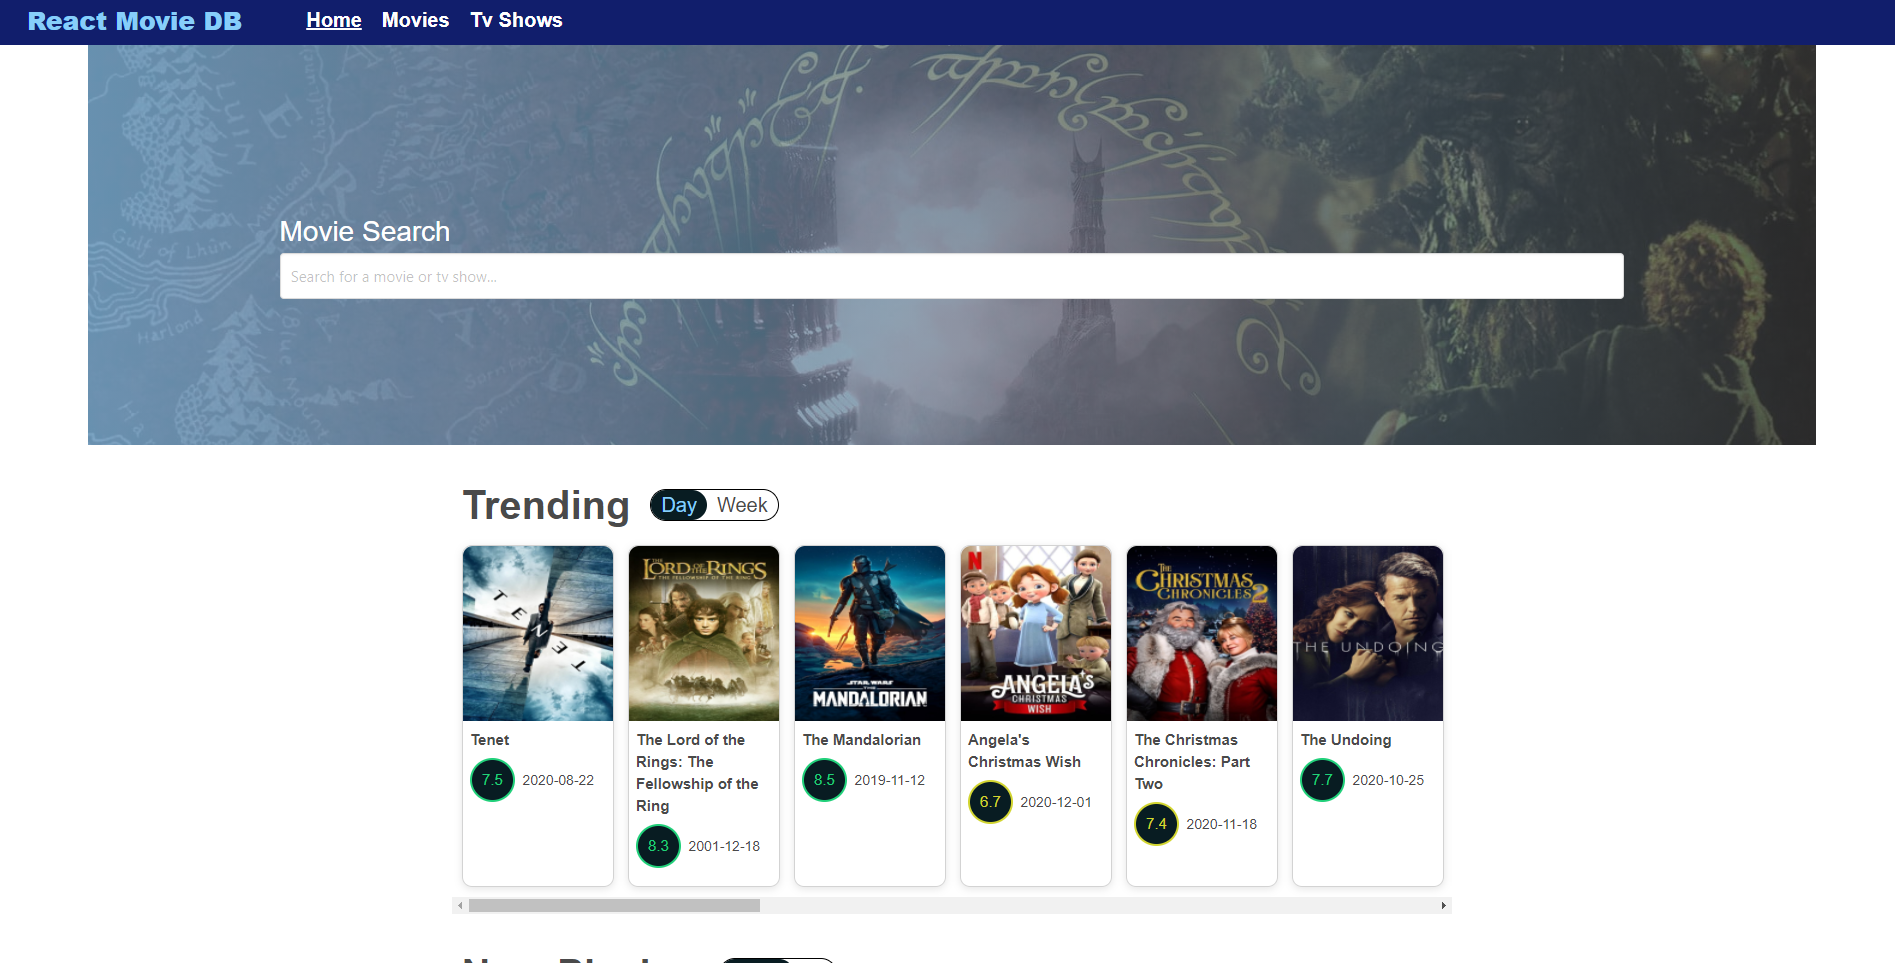 React Movie DB
Home Movies Tv Shows
Movie Search
Search for a movie or tv show...
Trending Day Week
TENET
THE LORD OF THE RINGS
THE FELLOWSHIP OF THE RING
STAR WARS
THE
MANDALORIAN
N
ANGELA'S
CHRISTMAS
WISH
THE
CHRISTMAS
CHRONICLES 2
THE UNDOING
Tenet
7.5 2020-08-22
The Lord of the
Rings: The
Fellowship of the
Ring
8.3 2001-12-18
The Mandalorian
8.5 2019-11-12
Angela's
Christmas Wish
6.7 2020-12-01
The Christmas
Chronicles: Part
Two
7.4 2020-11-18
The Undoing
7.7 2020-10-25